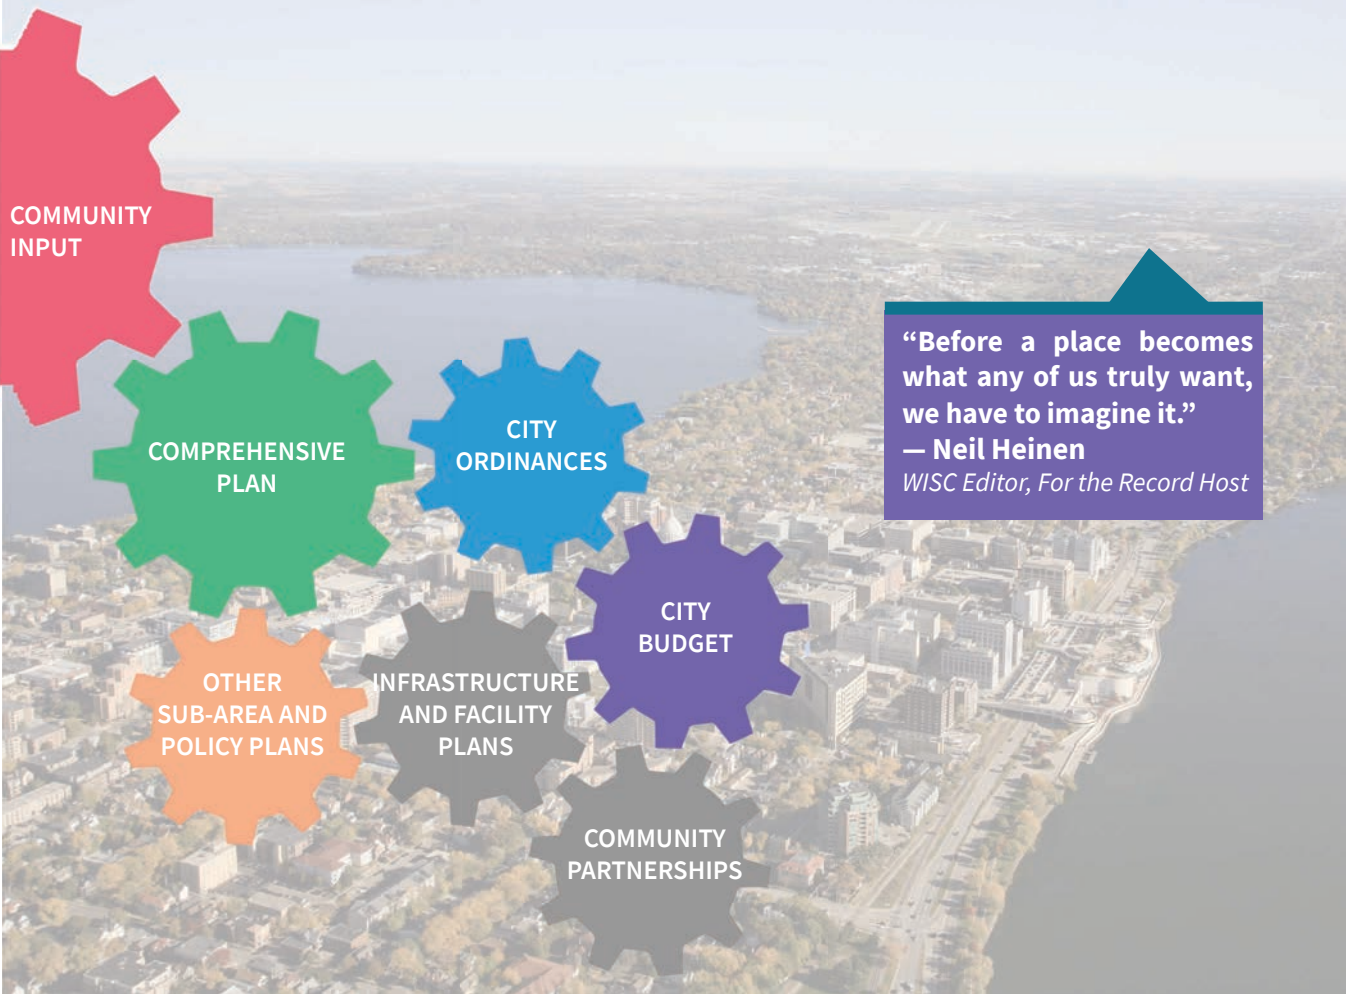 COMMUNITY
INPUT
COMPREHENSIVE
PLAN
CITY
ORDINANCES
“Before a place becomes
what any of us truly want,
we have to imagine it.”
— Neil Heinen
WISC Editor, For the Record Host
CITY
BUDGET
OTHER
SUB-AREA AND
POLICY PLANS
INFRASTRUCTURE
AND FACILITY
PLANS
COMMUNITY
PARTNERSHIPS